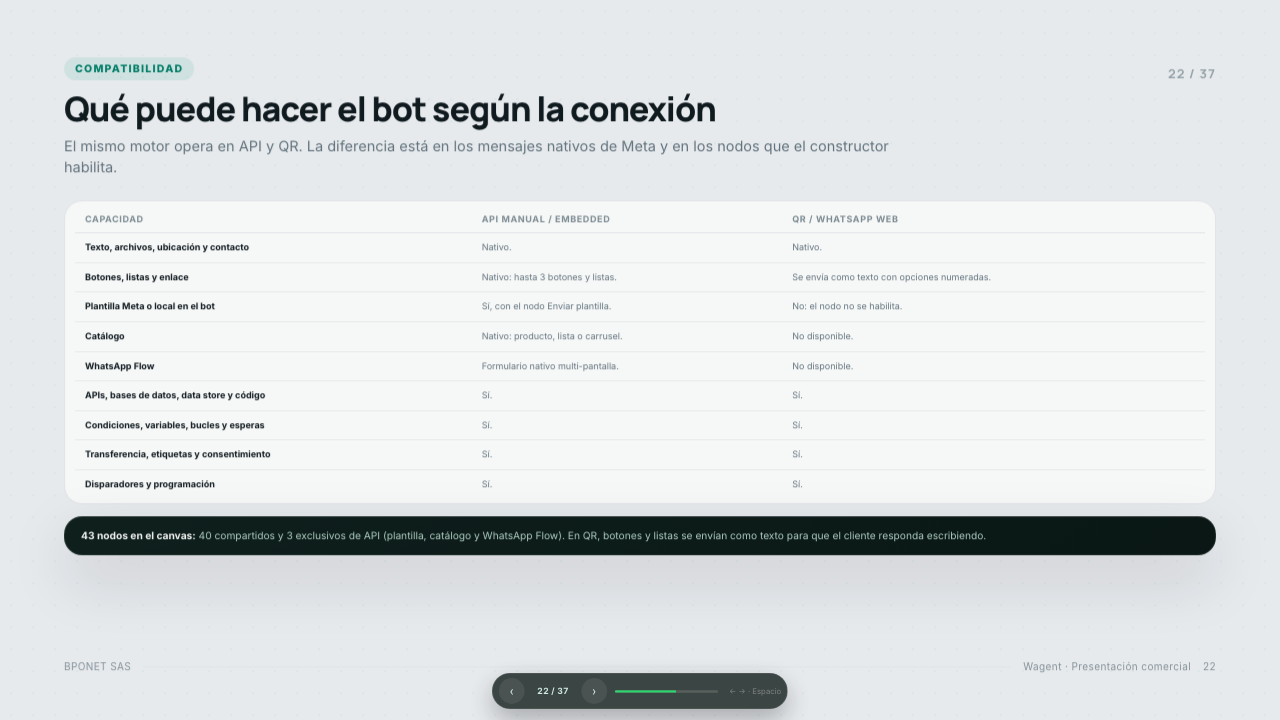 COMPATIBILIDAD
22 / 37
Qué puede hacer el bot según la conexión
El mismo motor opera en API y QR. La diferencia está en los mensajes nativos de Meta y en los nodos que el constructor
habilita.
CAPACIDAD API MANUAL / EMBEDDED QR / WHATSAPP WEB
Texto, archivos, ubicación y contacto Nativo. Nativo.
Botones, listas y enlace Nativo: hasta 3 botones y listas. Se envía como texto con opciones numeradas.
Plantilla Meta o local en el bot Sí, con el nodo Enviar plantilla. No: el nodo no se habilita.
Catálogo Nativo: producto, lista o carrusel. No disponible.
WhatsApp Flow Formulario nativo multi-pantalla. No disponible.
APIs, bases de datos, data store y código Sí. Sí.
Condiciones, variables, bucles y esperas Sí. Sí.
Transferencia, etiquetas y consentimiento Sí. Sí.
Disparadores y programación Sí. Sí.
43 nodos en el canvas: 40 compartidos y 3 exclusivos de API (plantilla, catálogo y WhatsApp Flow). En QR, botones y listas se envían como texto para que el cliente responda escribiendo.
BPONET SAS
Wagent · Presentación comercial 22
‹ 22 / 37 › ← → · Espacio